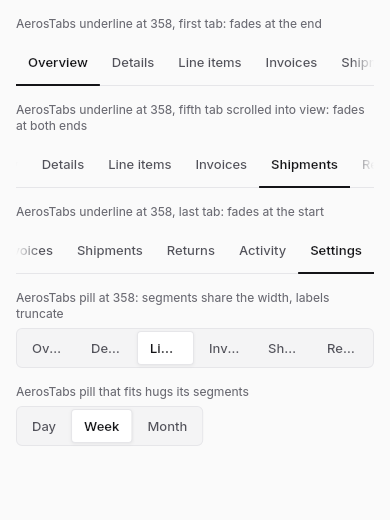 AerosTabs underline at 358, first tab: fades at the end
Overview Details Line items Invoices Ship
AerosTabs underline at 358, fifth tab scrolled into view: fades
at both ends
Details Line items Invoices Shipments R
AerosTabs underline at 358, last tab: fades at the start
oices Shipments Returns Activity Settings
AerosTabs pill at 358: segments share the width, labels
truncate
Ov... De... Li... Inv... Sh... Re...
AerosTabs pill that fits hugs its segments
Day Week Month